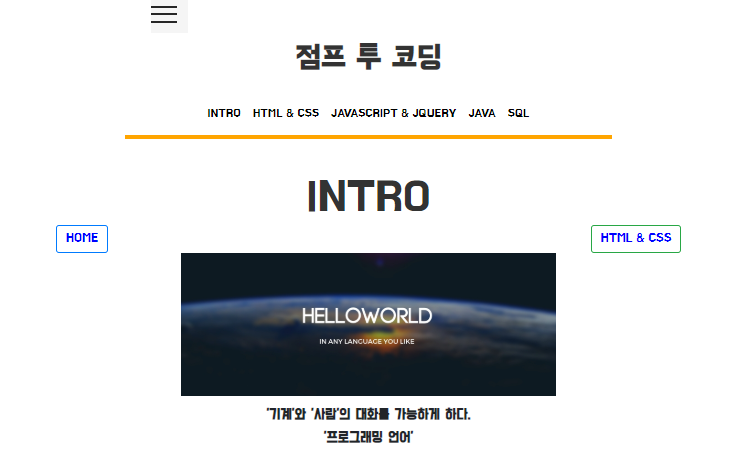 점프 투 코딩
INTRO HTML & CSS JAVASCRIPT & JQUERY JAVA SQL
INTRO
HOME
HTML & CSS
HELLOWORLD
IN ANY LANGUAGE YOU LIKE
'기계'와 '사람'의 대화를 가능하게 하다.
'프로그래밍 언어'